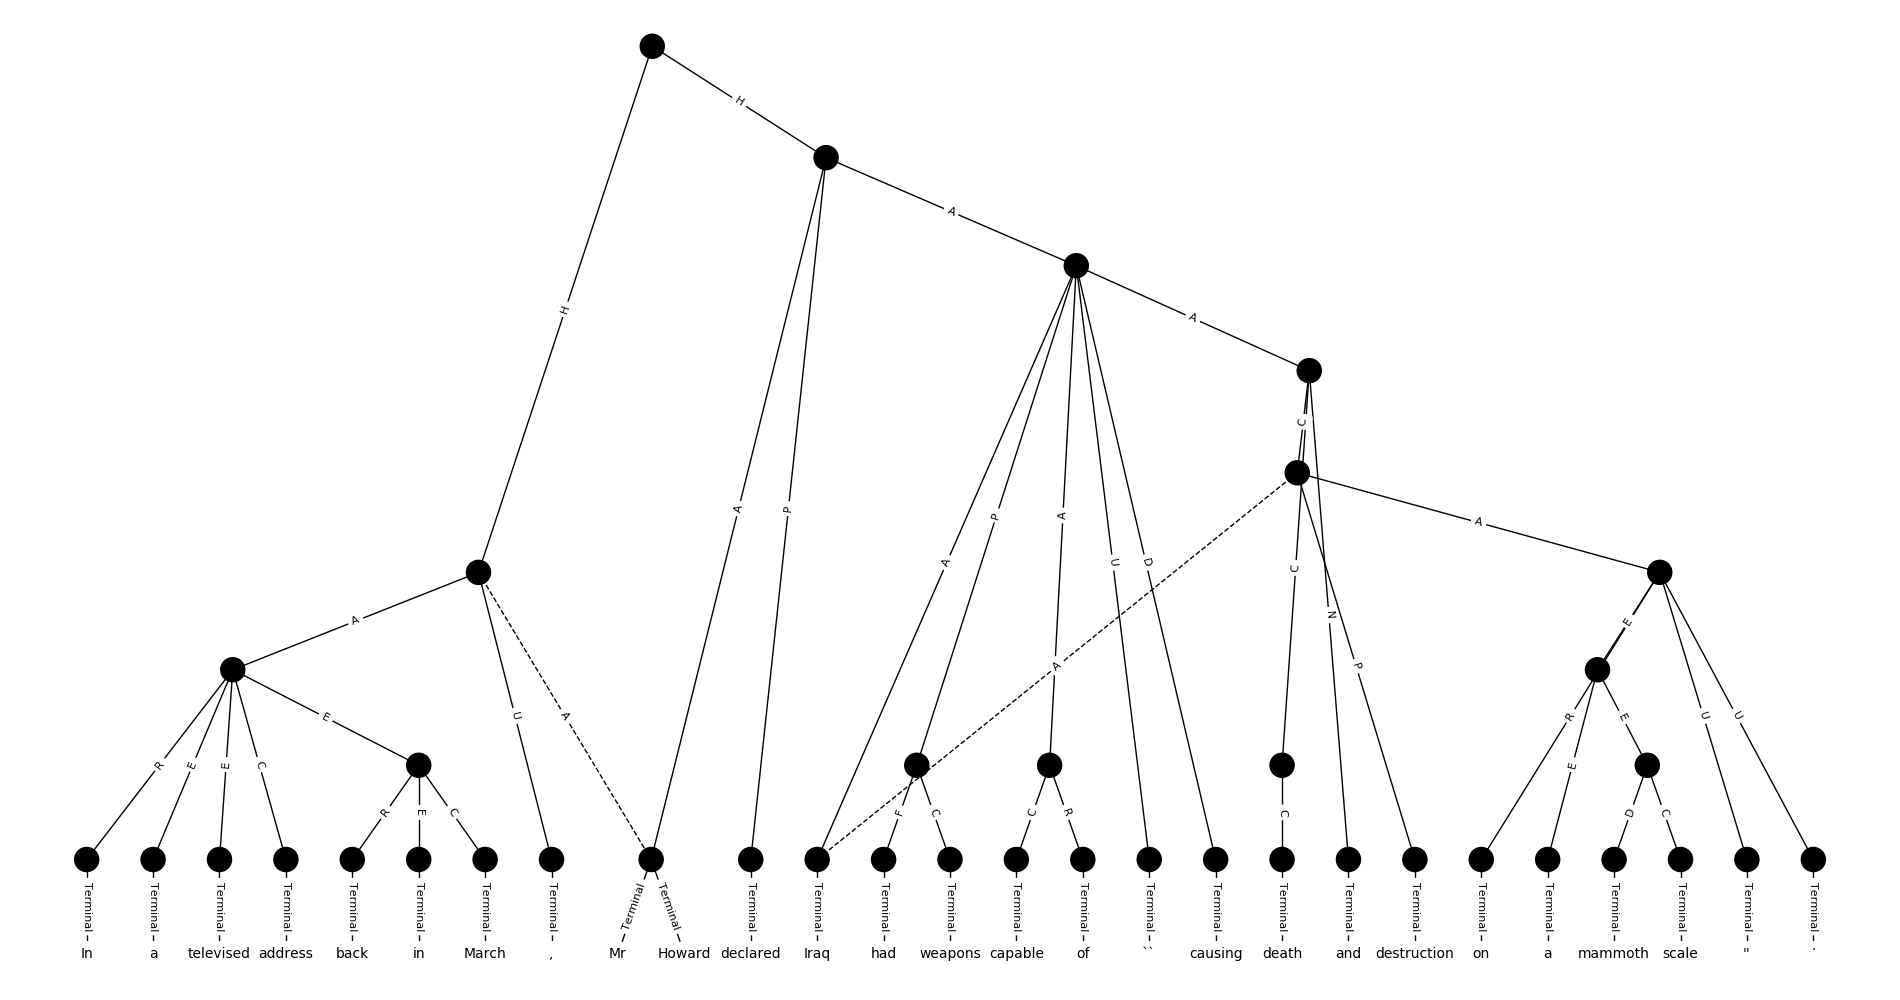 H
H
A
A
C
H
A
P
A
P
A
U
D
C
N
A
A
U
A
A
P
E
R
E
E
C
E
R
E
U
U
R
E
C
F
C
C
R
C
E
D
C
Terminal Terminal Terminal Terminal Terminal Terminal Terminal Terminal Terminal Terminal Terminal Terminal Terminal Terminal Terminal Terminal Terminal Terminal Terminal Terminal Terminal Terminal Terminal Terminal Terminal Terminal Terminal
In a televised address back in March , Mr Howard declared Iraq had weapons capable of `` causing death and destruction on a mammoth scale " .